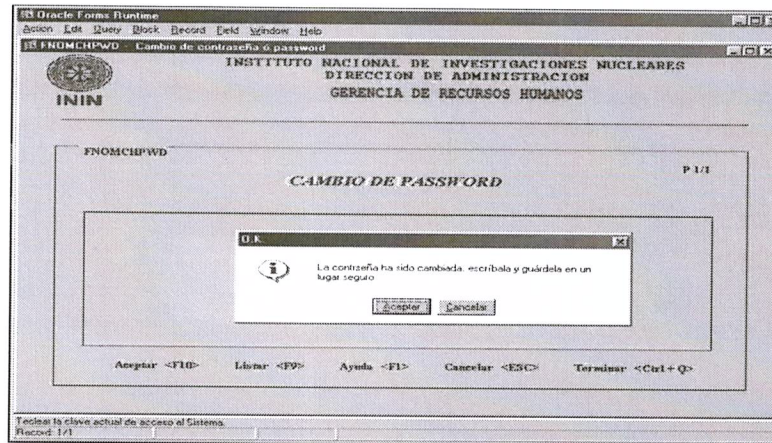 Oracle Forms Runtime
Action Edit Query Block Record Field Window Help
FNOMCHPWD - Cambio de contraseña ó password
INSTITUTO NACIONAL DE INVESTIGACIONES NUCLEARES
DIRECCION DE ADMINISTRACION
GERENCIA DE RECURSOS HUMANOS
ININ
FNOMCHPWD
P 1/1
CAMBIO DE PASSWORD
O.K.
La contraseña ha sido cambiada, escríbala y guárdela en un
lugar seguro
Aceptar Cancelar
Aceptar <F10> Listar <F9> Ayuda <F1> Cancelar <ESC> Terminar <Ctrl+Q>
Teclear la clave actual de acceso al Sistema.
Record: 1/1